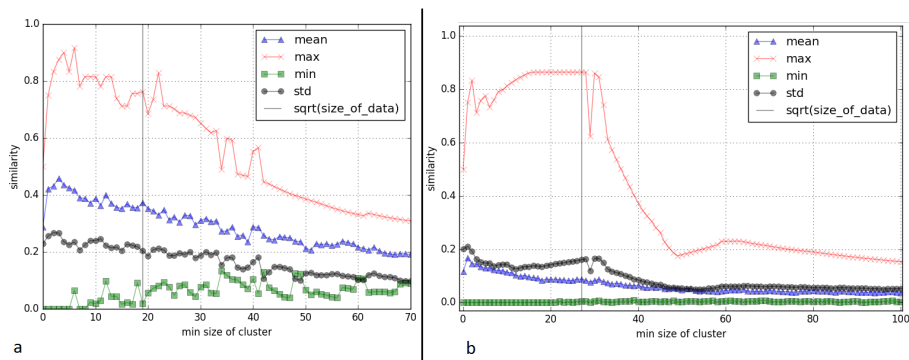 1.0
0.8
0.6
0.4
0.2
0.0
similarity
0
10
20
30
40
50
60
70
min size of cluster
mean
max
min
std
sqrt(size_of_data)
a
1.0
0.8
0.6
0.4
0.2
0.0
similarity
0
20
40
60
80
100
min size of cluster
mean
max
min
std
sqrt(size_of_data)
b